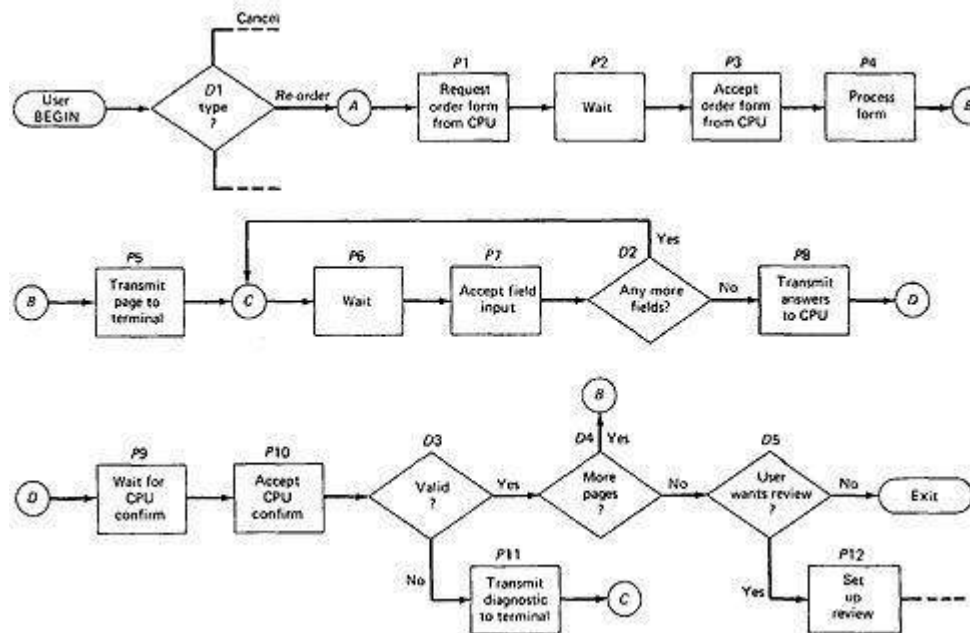 Cancel
User
BEGIN
D1
type
?
Re-order
A
P1
Request
order form
from CPU
P2
Wait
P3
Accept
order form
from CPU
P4
Process
form
B
B
P5
Transmit
page to
terminal
C
P6
Wait
P7
Accept field
input
D2
Any more
fields?
Yes
No
P8
Transmit
answers
to CPU
D
D
P9
Wait for
CPU
confirm
P10
Accept
CPU
confirm
D3
Valid
?
Yes
No
P11
Transmit
diagnostic
to terminal
C
B
D4
Yes
More
pages
?
No
D5
User
wants review
?
No
Exit
Yes
P12
Set
up
review